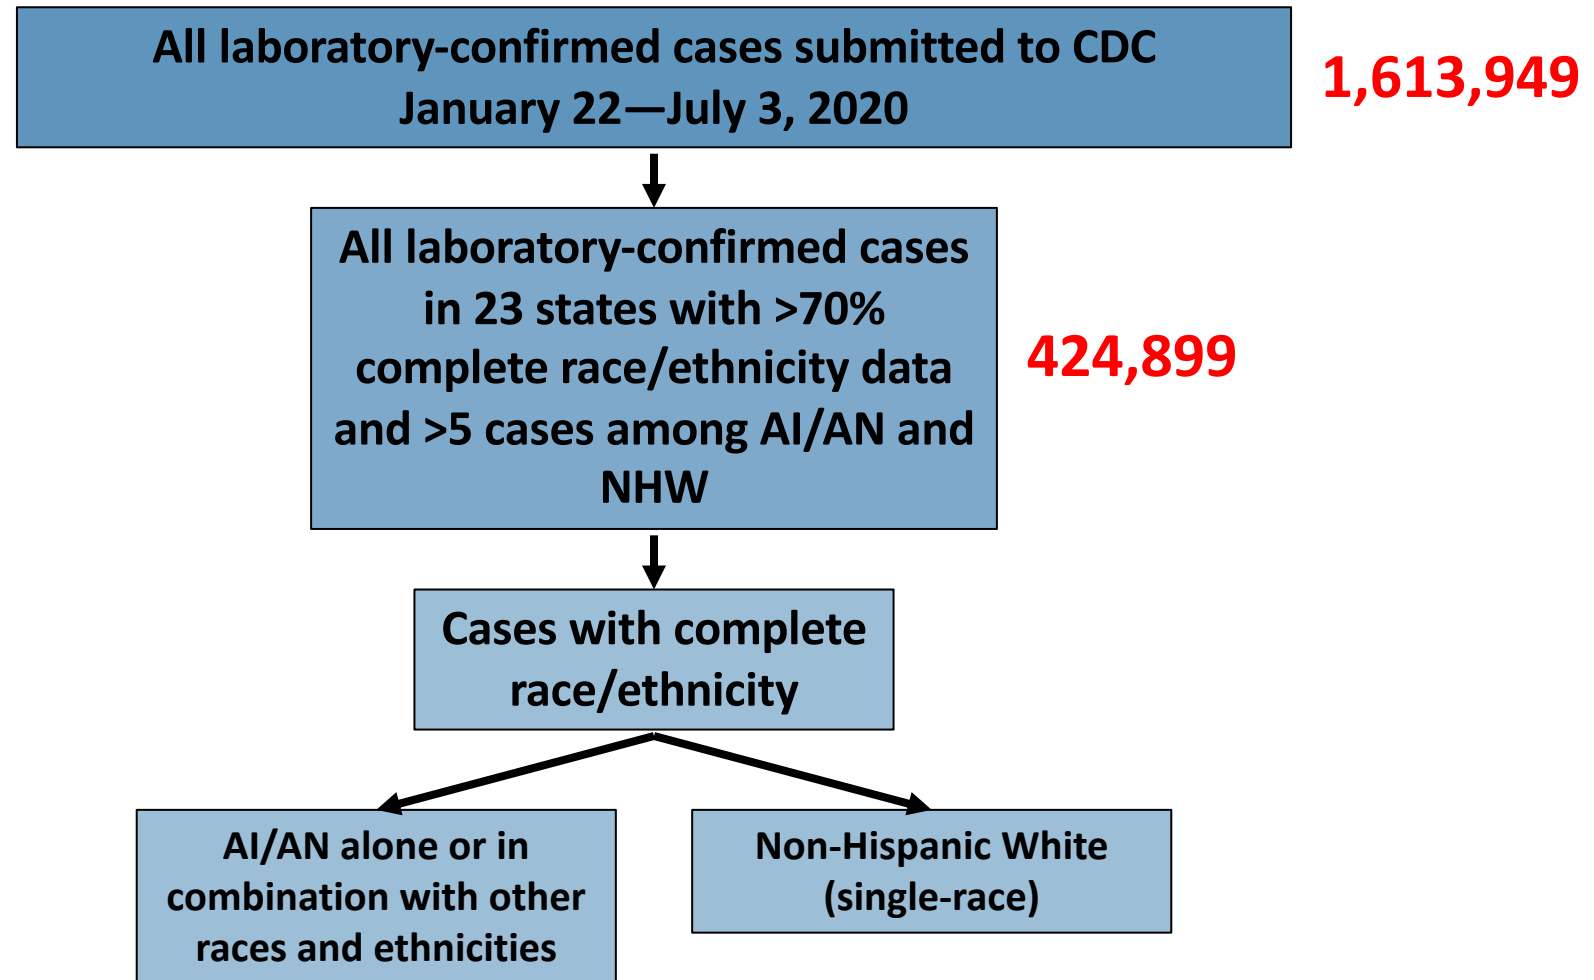 All laboratory-confirmed cases submitted to CDC
January 22—July 3, 2020
1,613,949
All laboratory-confirmed cases
in 23 states with >70%
complete race/ethnicity data
and >5 cases among AI/AN and
NHW
424,899
Cases with complete
race/ethnicity
AI/AN alone or in
combination with other
races and ethnicities
Non-Hispanic White
(single-race)